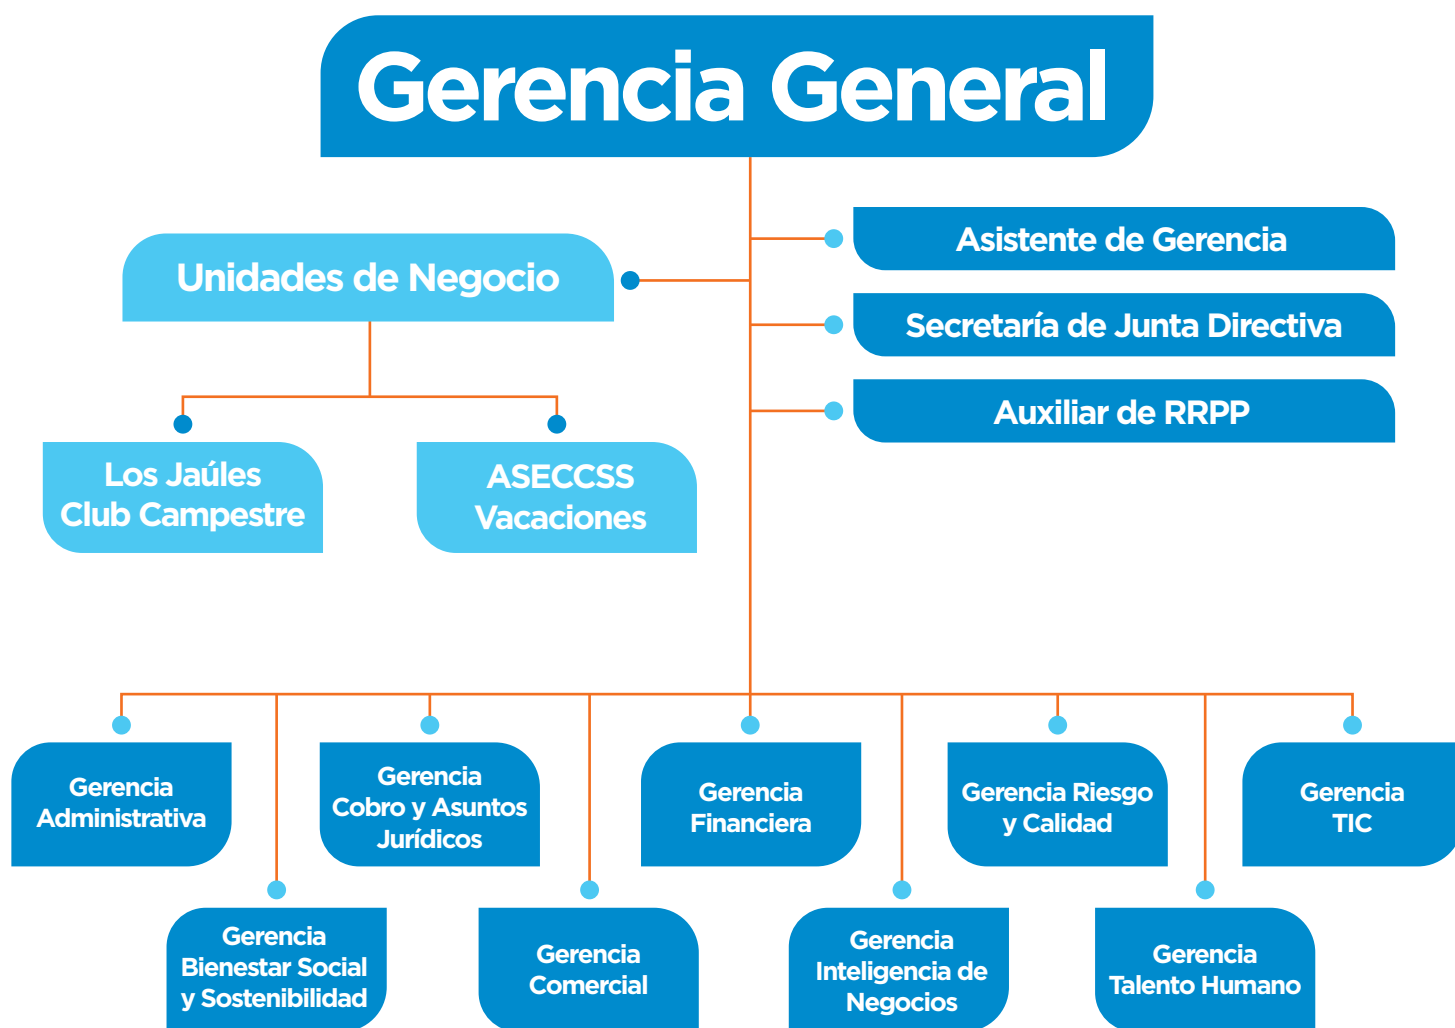 Gerencia General
Asistente de Gerencia
Unidades de Negocio
Secretaría de Junta Directiva
Auxiliar de RRPP
Los Jaúles
Club Campestre
ASECCSS
Vacaciones
Gerencia
Administrativa
Gerencia
Cobro y Asuntos
Jurídicos
Gerencia
Financiera
Gerencia Riesgo
y Calidad
Gerencia
TIC
Gerencia
Bienestar Social
y Sostenibilidad
Gerencia
Comercial
Gerencia
Inteligencia de
Negocios
Gerencia
Talento Humano